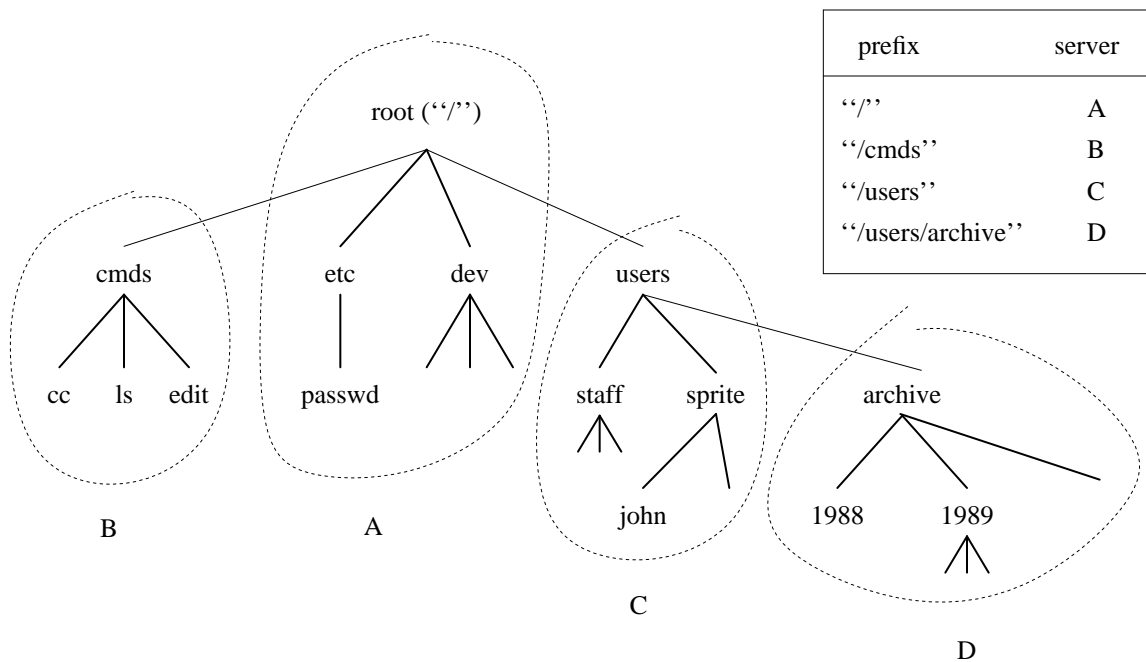 prefix server
‘‘/’’ A
‘‘/cmds’’ B
‘‘/users’’ C
‘‘/users/archive’’ D
root (‘‘/’’)
cmds etc dev users
cc ls edit passwd staff sprite archive
john 1988 1989
B A
C
D